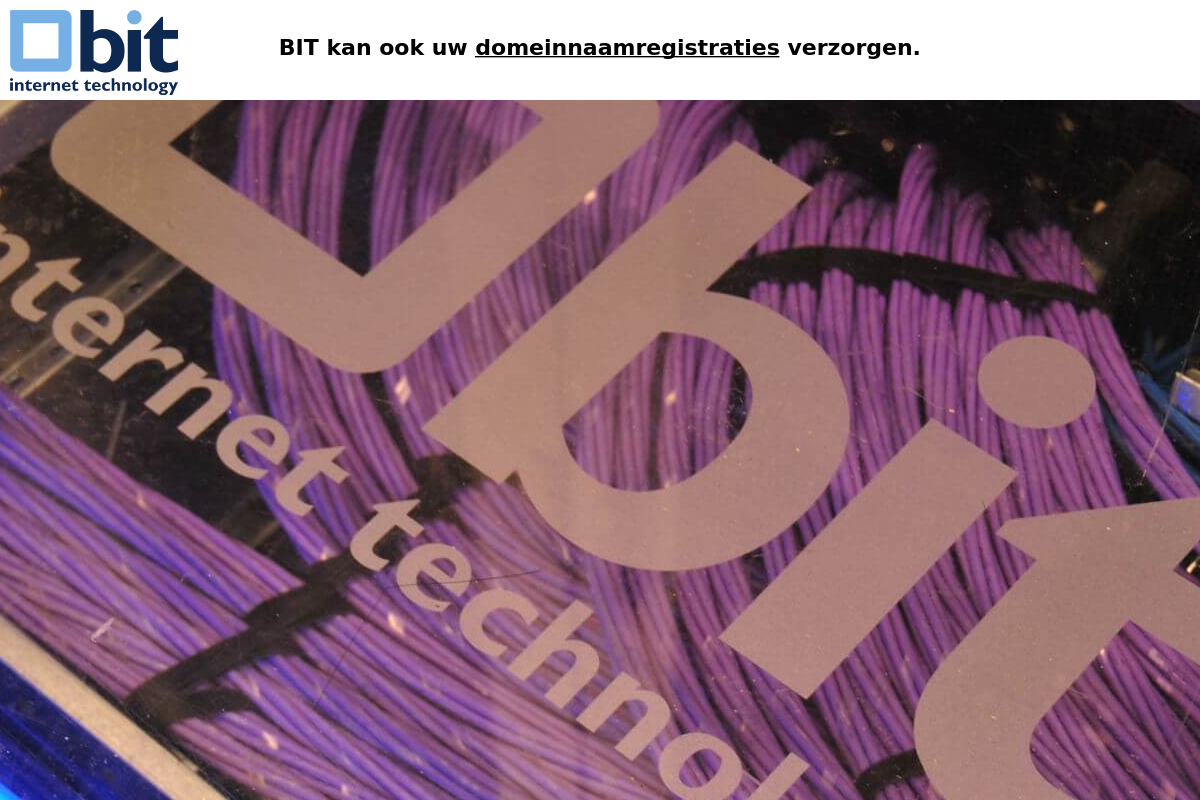 bit
internet technology
BIT kan ook uw domeinnaamregistraties verzorgen.
bit
nternet technol